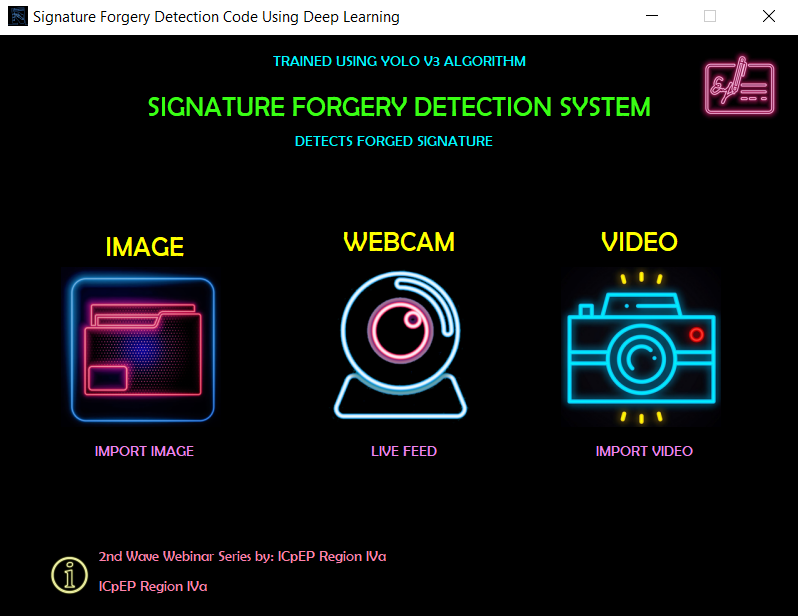 Signature Forgery Detection Code Using Deep Learning
TRAINED USING YOLO V3 ALGORITHM
SIGNATURE FORGERY DETECTION SYSTEM
DETECTS FORGED SIGNATURE
IMAGE
WEBCAM
VIDEO
IMPORT IMAGE
LIVE FEED
IMPORT VIDEO
2nd Wave Webinar Series by: ICpEP Region IVa
ICpEP Region IVa